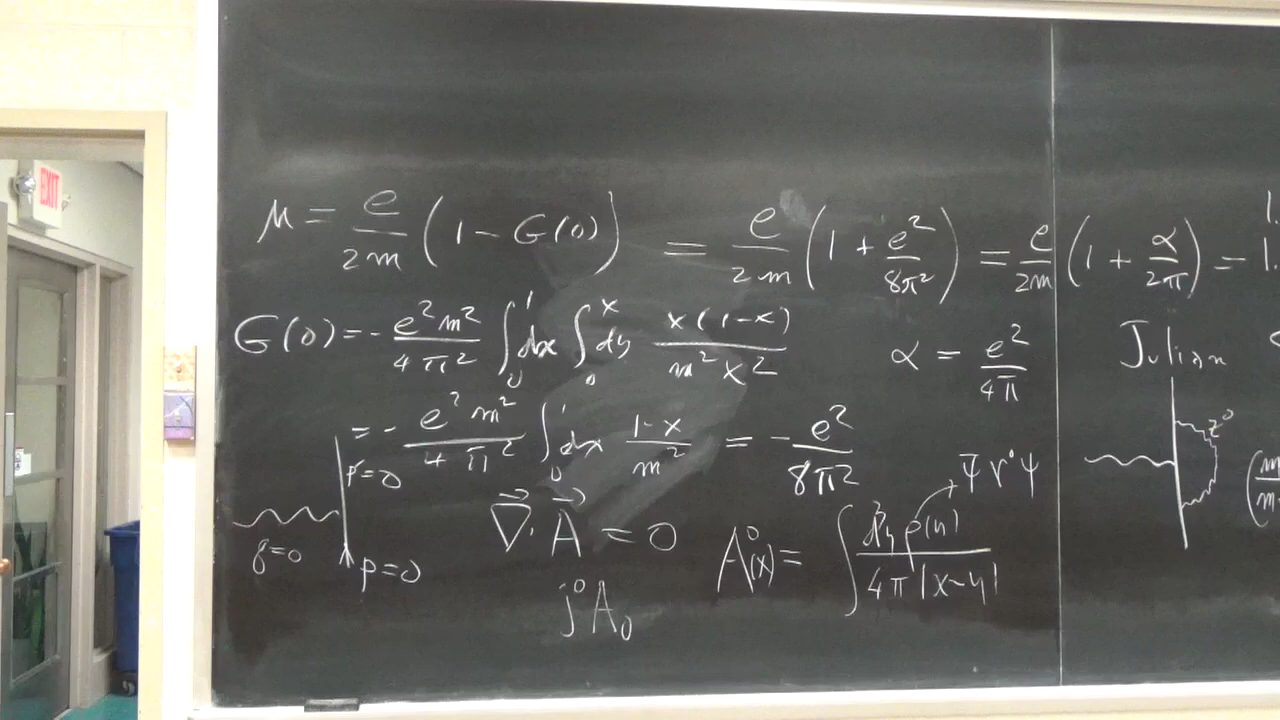 EXIT
μ = e/2m (1 - G(0)) = e/2m (1 + e²/8π²) = e/2m (1 + α/2π) = 1.
G(0) = - e²m²/4π² ∫₀¹ dx ∫₀ˣ dy x(1-x)/m²x²
α = e²/4π
Julian
= - e²m²/4π² ∫₀¹ dx 1-x/m² = - e²/8π²
p'=0
q=0
p=0
∇⃗·A⃗ = 0
A⁰(x) = ∫ d³y ρ(y)/4π|x-y|
Ψ̄γ⁰Ψ
j⁰A₀
z⁰
(m/m